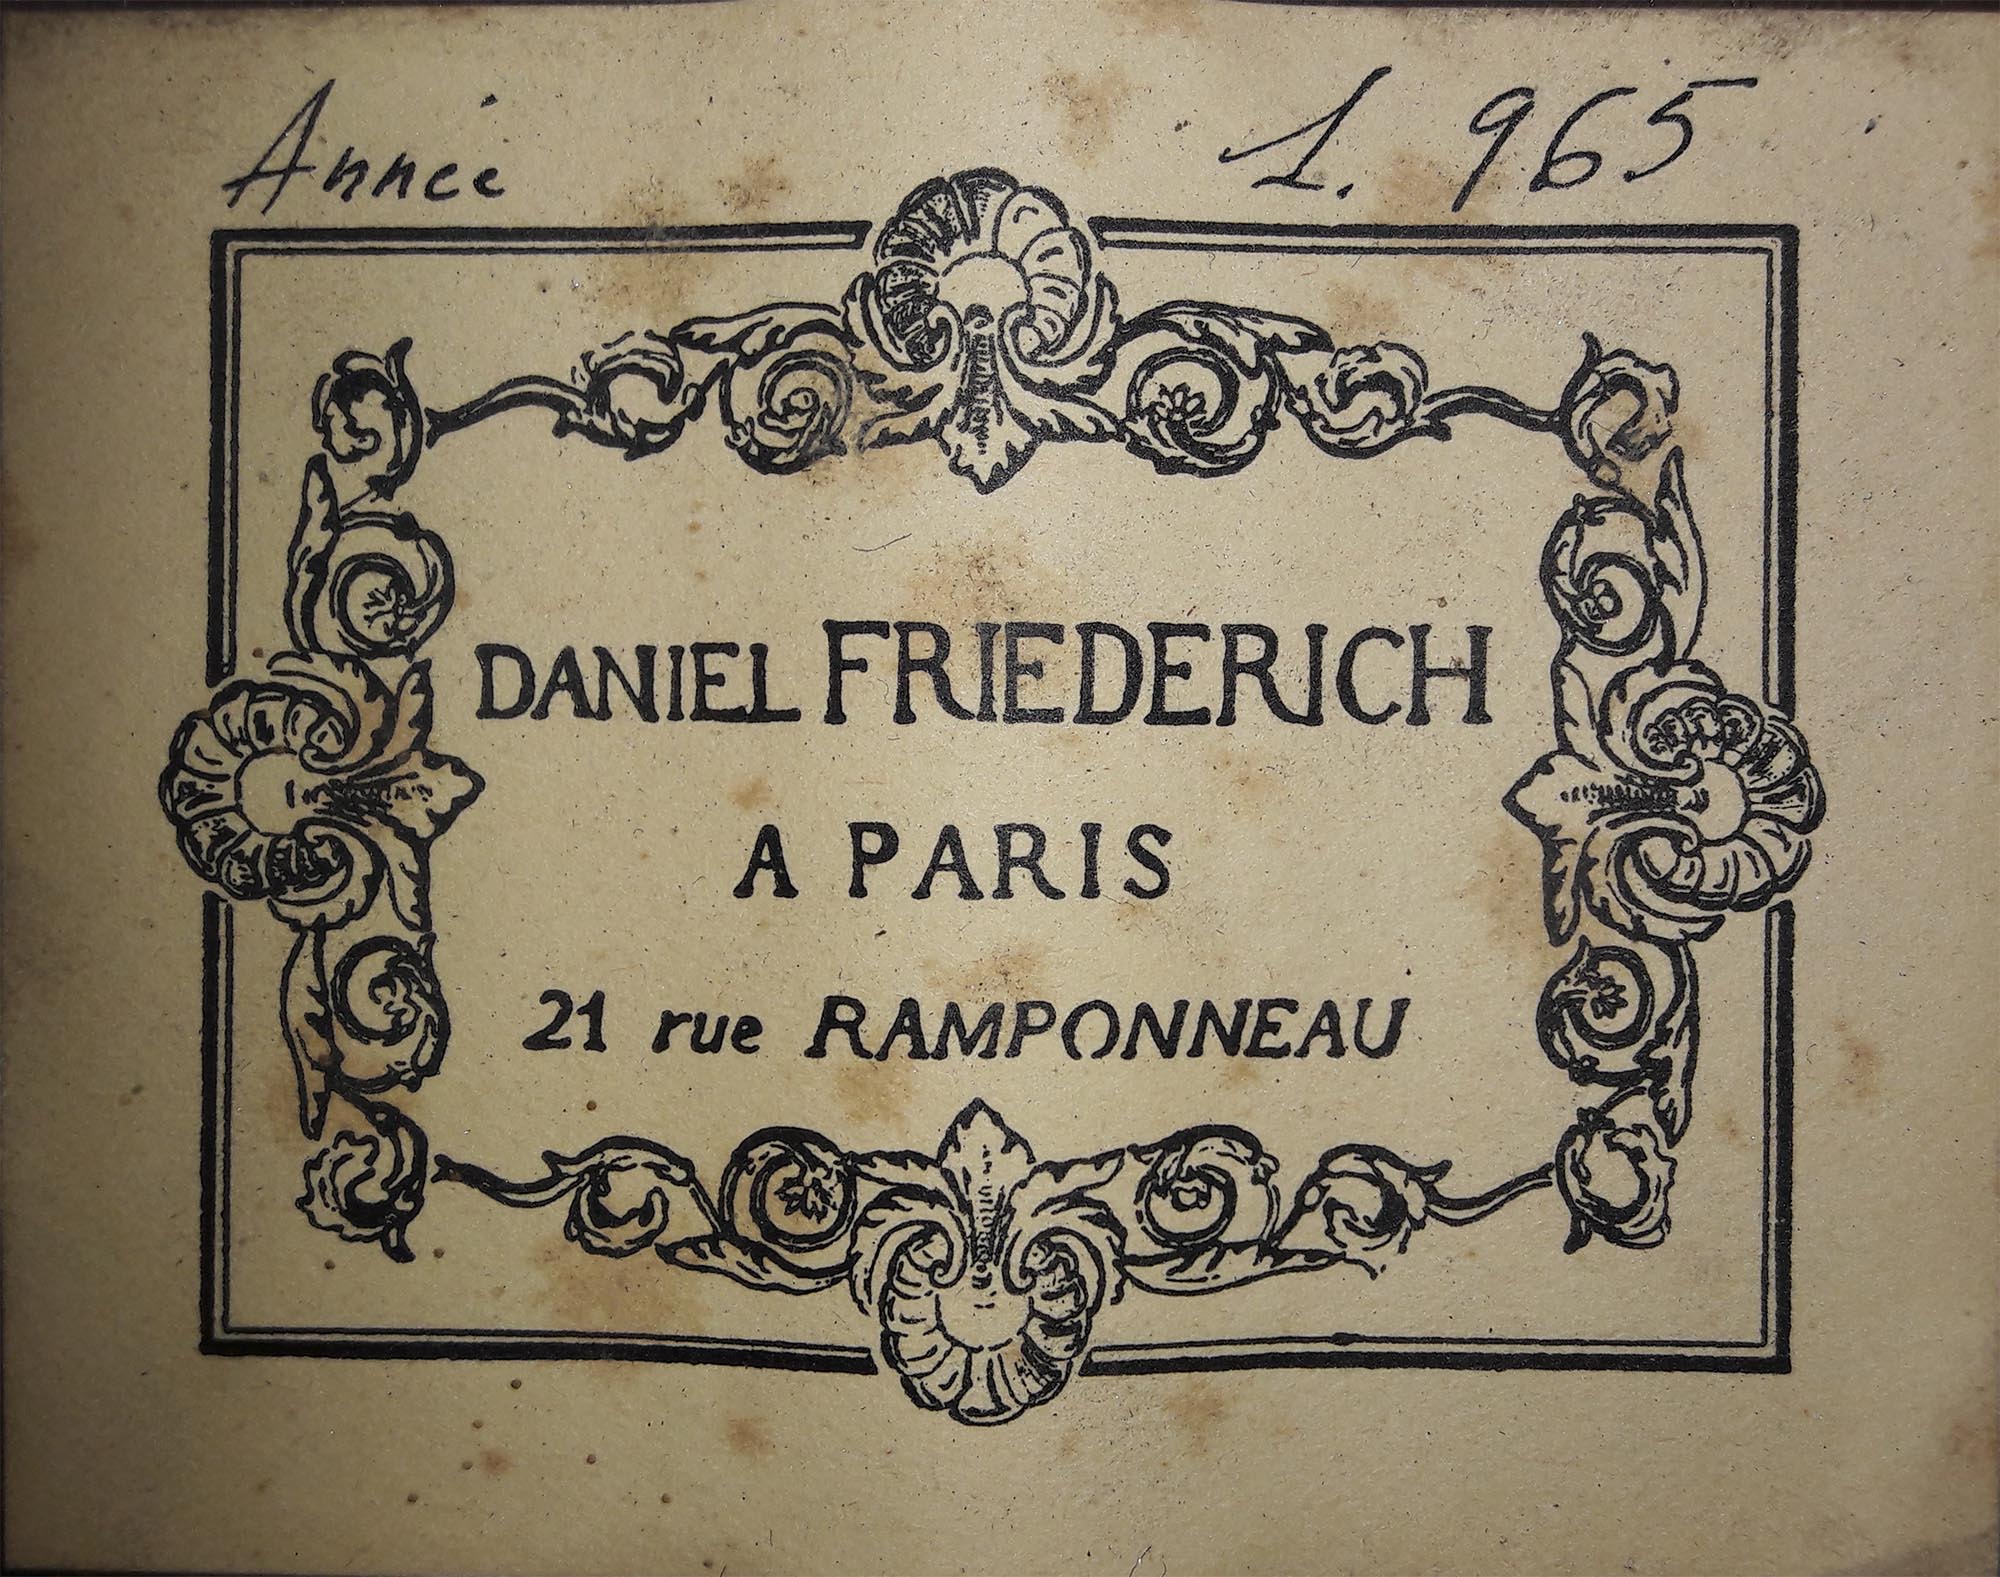 Année 1.965
DANIEL FRIEDERICH
A PARIS
21 rue RAMPONNEAU